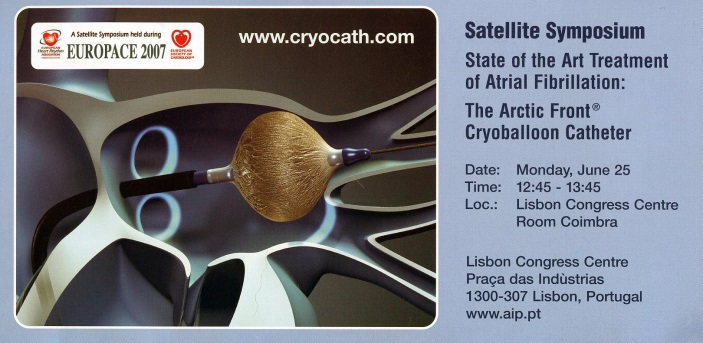 A Satellite Symposium held during
EUROPACE 2007
www.cryocath.com
Satellite Symposium
State of the Art Treatment
of Atrial Fibrillation:
The Arctic Front®
Cryoballoon Catheter
Date: Monday, June 25
Time: 12:45 - 13:45
Loc.: Lisbon Congress Centre
Room Coimbra
Lisbon Congress Centre
Praça das Indùstrias
1300-307 Lisbon, Portugal
www.aip.pt
EUROPEAN
Heart Rhythm
ASSOCIATION
EUROPEAN
SOCIETY OF
CARDIOLOGY